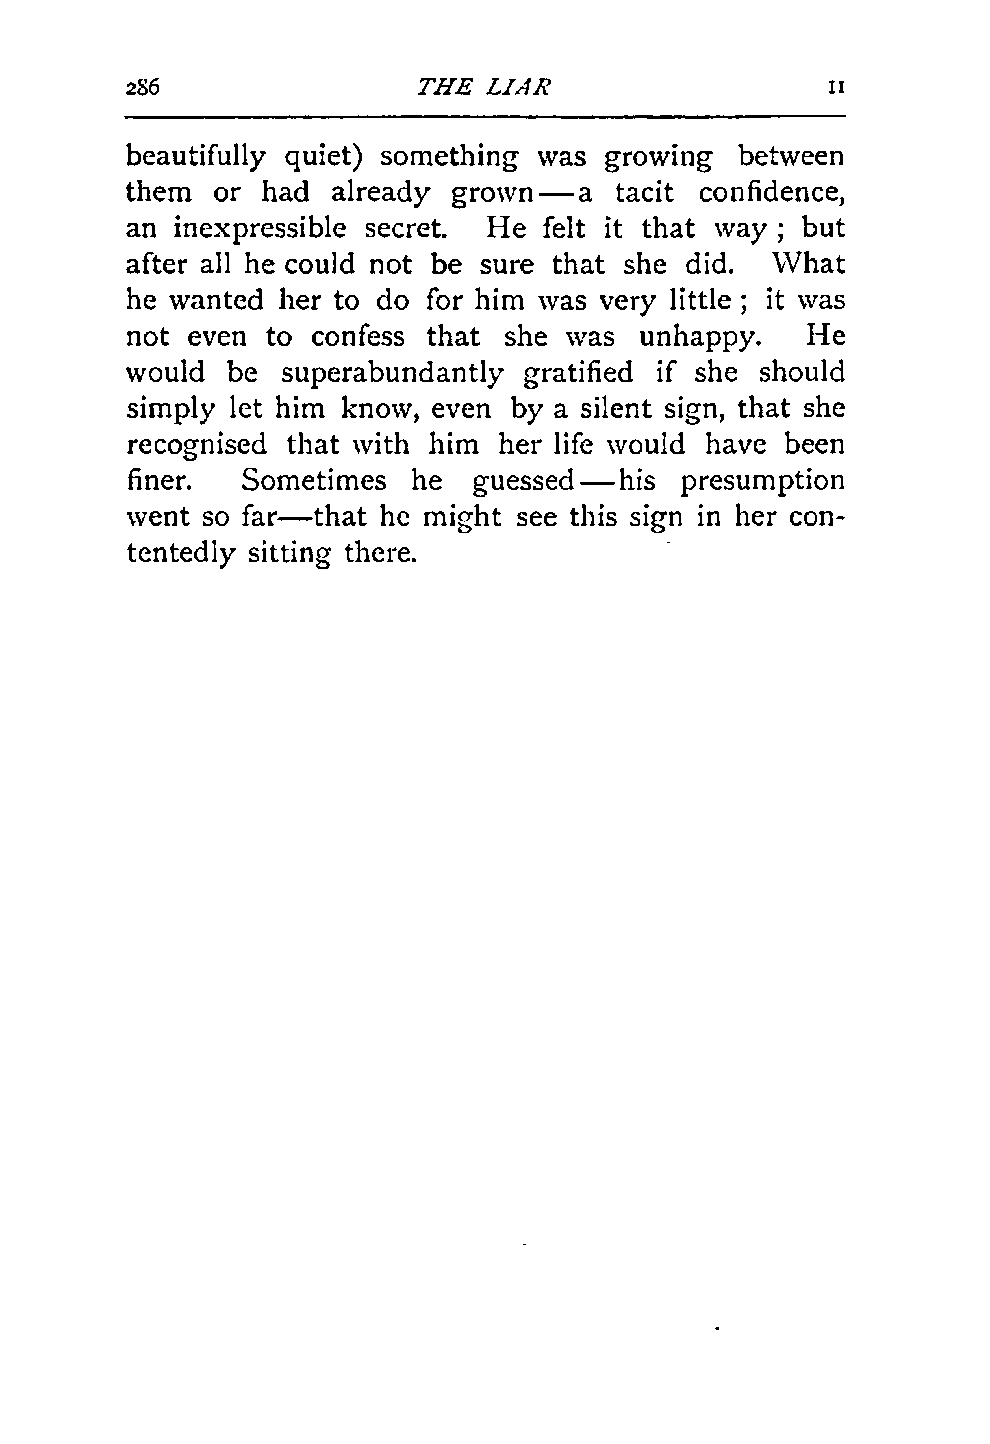 286 THE LIAR II
beautifully quiet) something was growing between
them or had already grown—a tacit confidence,
an inexpressible secret. He felt it that way ; but
after all he could not be sure that she did. What
he wanted her to do for him was very little ; it was
not even to confess that she was unhappy. He
would be superabundantly gratified if she should
simply let him know, even by a silent sign, that she
recognised that with him her life would have been
finer. Sometimes he guessed—his presumption
went so far—that he might see this sign in her con-
tentedly sitting there.